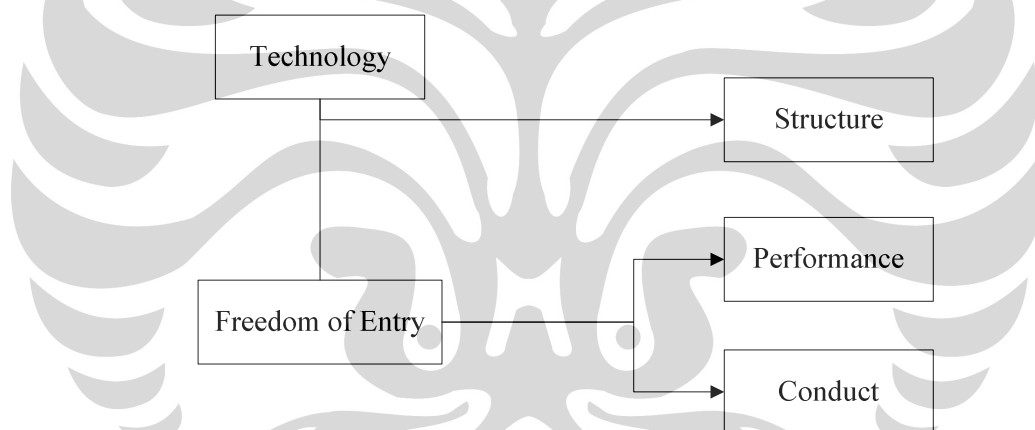 Technology
Structure
Performance
Freedom of Entry
Conduct